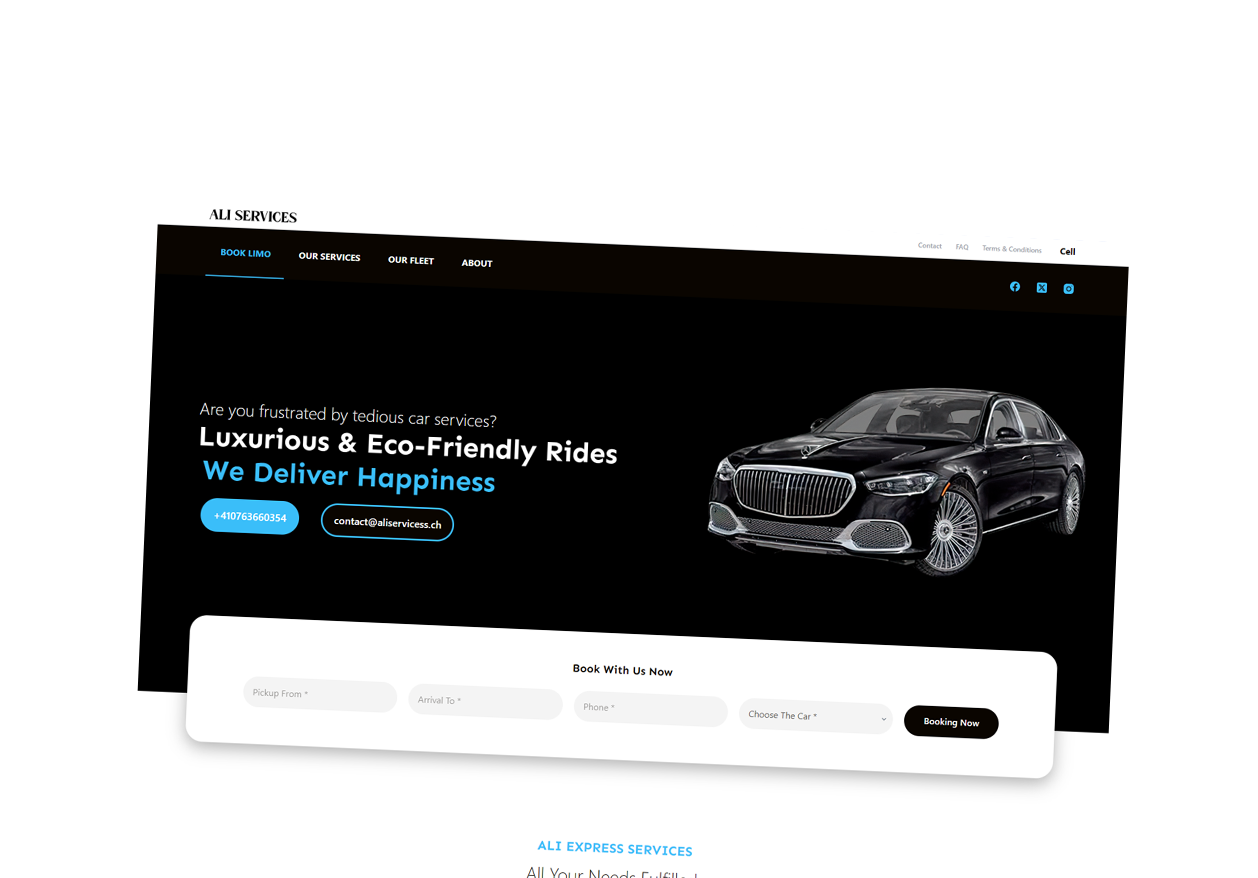 ALI SERVICES
Contact FAQ Terms & Conditions Cell
BOOK LIMO OUR SERVICES OUR FLEET ABOUT
Are you frustrated by tedious car services?
Luxurious & Eco-Friendly Rides
We Deliver Happiness
+410763660354 contact@aliservicess.ch
Book With Us Now
Pickup From * Arrival To * Phone * Choose The Car * Booking Now
ALI EXPRESS SERVICES
All Your Needs Fulfilled